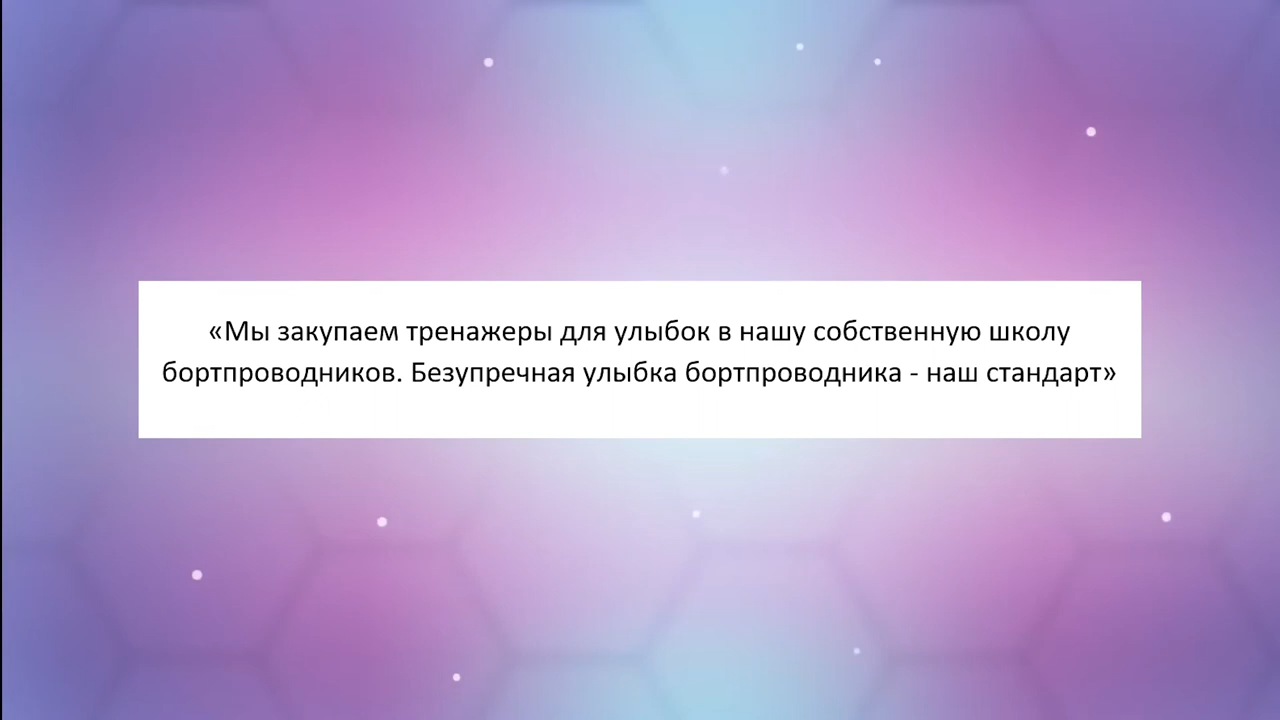 «Мы закупаем тренажеры для улыбок в нашу собственную школу
бортпроводников. Безупречная улыбка бортпроводника - наш стандарт»